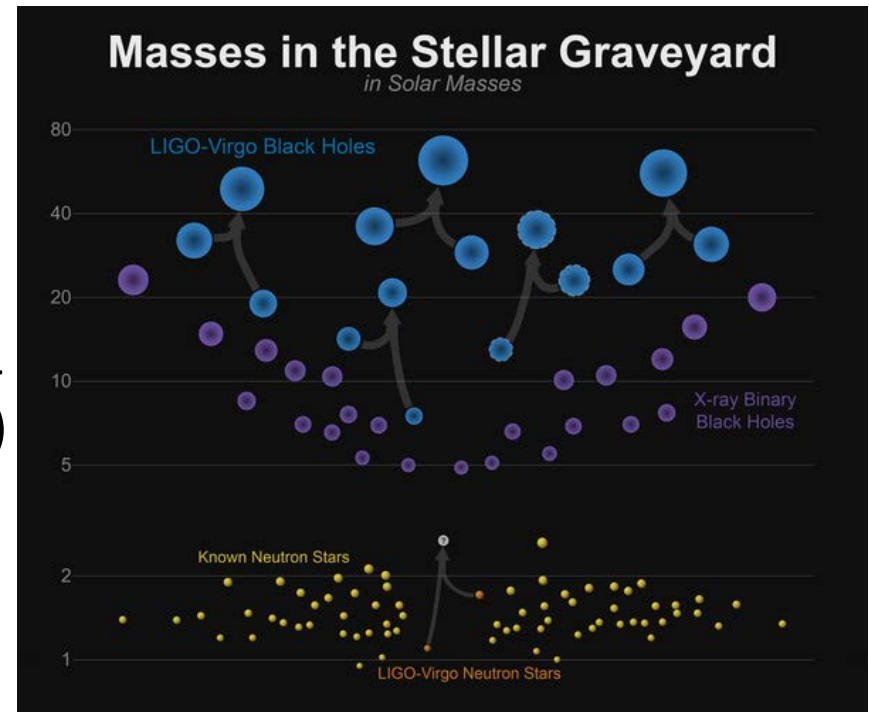 Masses in the Stellar Graveyard
in Solar Masses
80
LIGO-Virgo Black Holes
40
20
10
X-ray Binary
Black Holes
5
Known Neutron Stars
?
2
1
LIGO-Virgo Neutron Stars
)